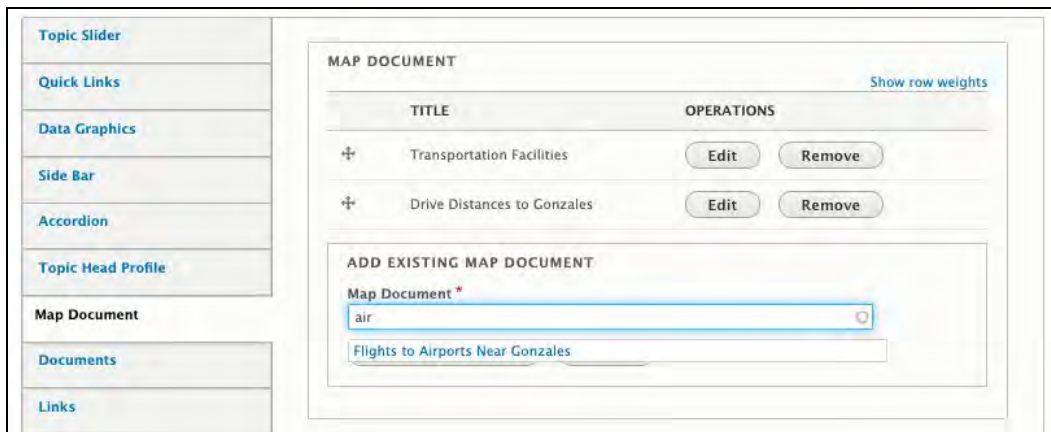 Topic Slider
Quick Links
Data Graphics
Side Bar
Accordion
Topic Head Profile
Map Document
Documents
Links
MAP DOCUMENT
Show row weights
TITLE OPERATIONS
Transportation Facilities Edit Remove
Drive Distances to Gonzales Edit Remove
ADD EXISTING MAP DOCUMENT
Map Document *
air
Flights to Airports Near Gonzales